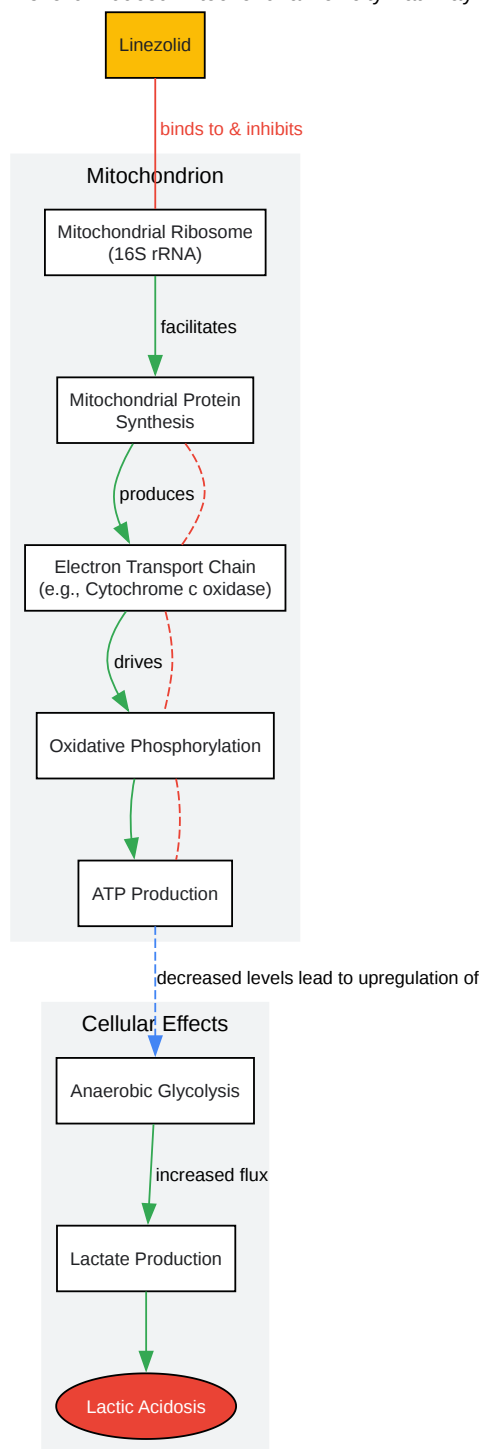 Linezolid
binds to & inhibits
Mitochondrion
Mitochondrial Ribosome
(16S rRNA)
facilitates
Mitochondrial Protein
Synthesis
produces
Electron Transport Chain
(e.g., Cytochrome c oxidase)
drives
Oxidative Phosphorylation
ATP Production
decreased levels lead to upregulation of
Cellular Effects
Anaerobic Glycolysis
increased flux
Lactate Production
Lactic Acidosis